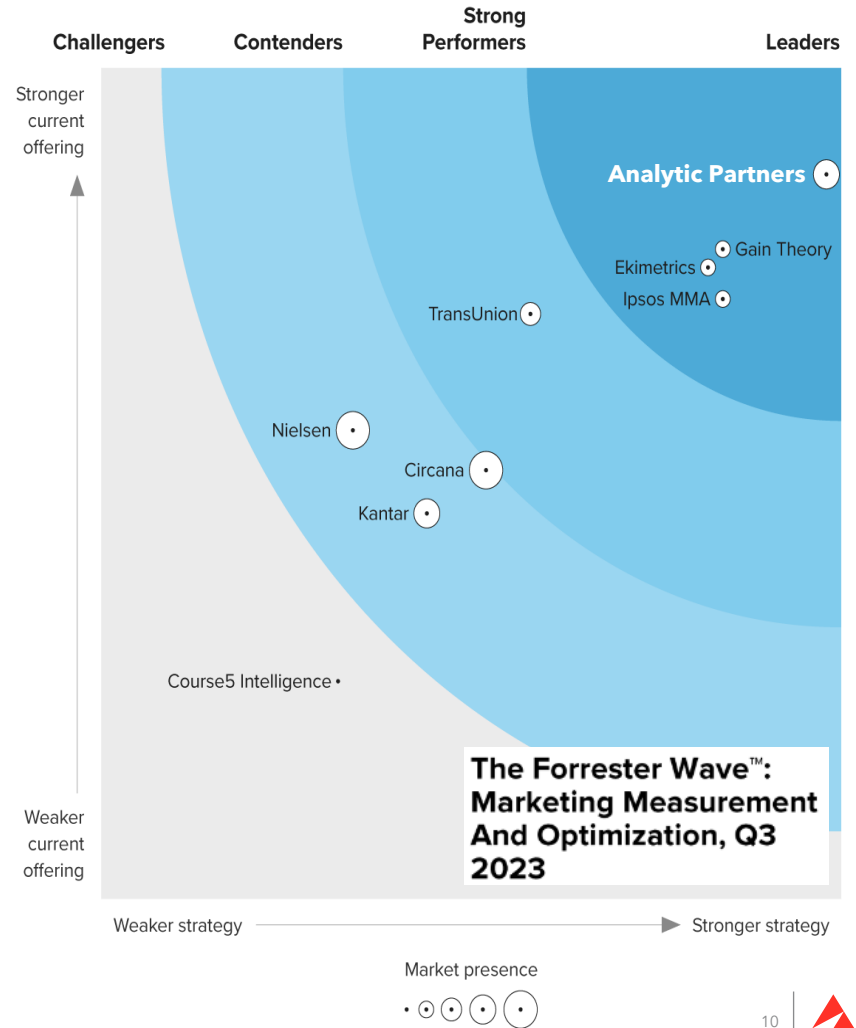 Strong
Challengers Contenders Performers Leaders
Stronger
current
offering
Analytic Partners
Gain Theory
Ekimetrics
Ipsos MMA
TransUnion
Nielsen
Circana
Kantar
Course5 Intelligence
The Forrester Wave™:
Marketing Measurement
And Optimization, Q3
2023
Weaker
current
offering
Weaker strategy Stronger strategy
Market presence
10